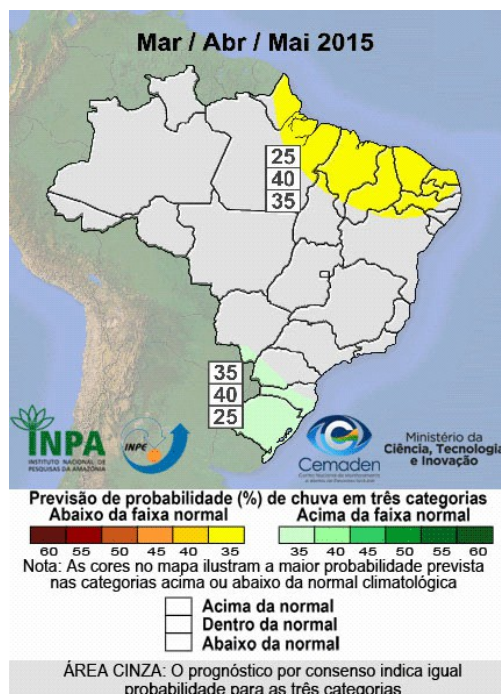 Mar / Abr / Mai 2015
25
40
35
35
40
25
INPA
INSTITUTO NACIONAL DE
PESQUISAS DA AMAZÔNIA
INPE
Cemaden
Ministério da
Ciência, Tecnologia
e Inovação
Previsão de probabilidade (%) de chuva em três categorias
Abaixo da faixa normal Acima da faixa normal
60 55 50 45 40 35 35 40 45 50 55 60
Nota: As cores no mapa ilustram a maior probabilidade prevista
nas categorias acima ou abaixo da normal climatológica
Acima da normal
Dentro da normal
Abaixo da normal
ÁREA CINZA: O prognóstico por consenso indica igual
probabilidade para as três categorias